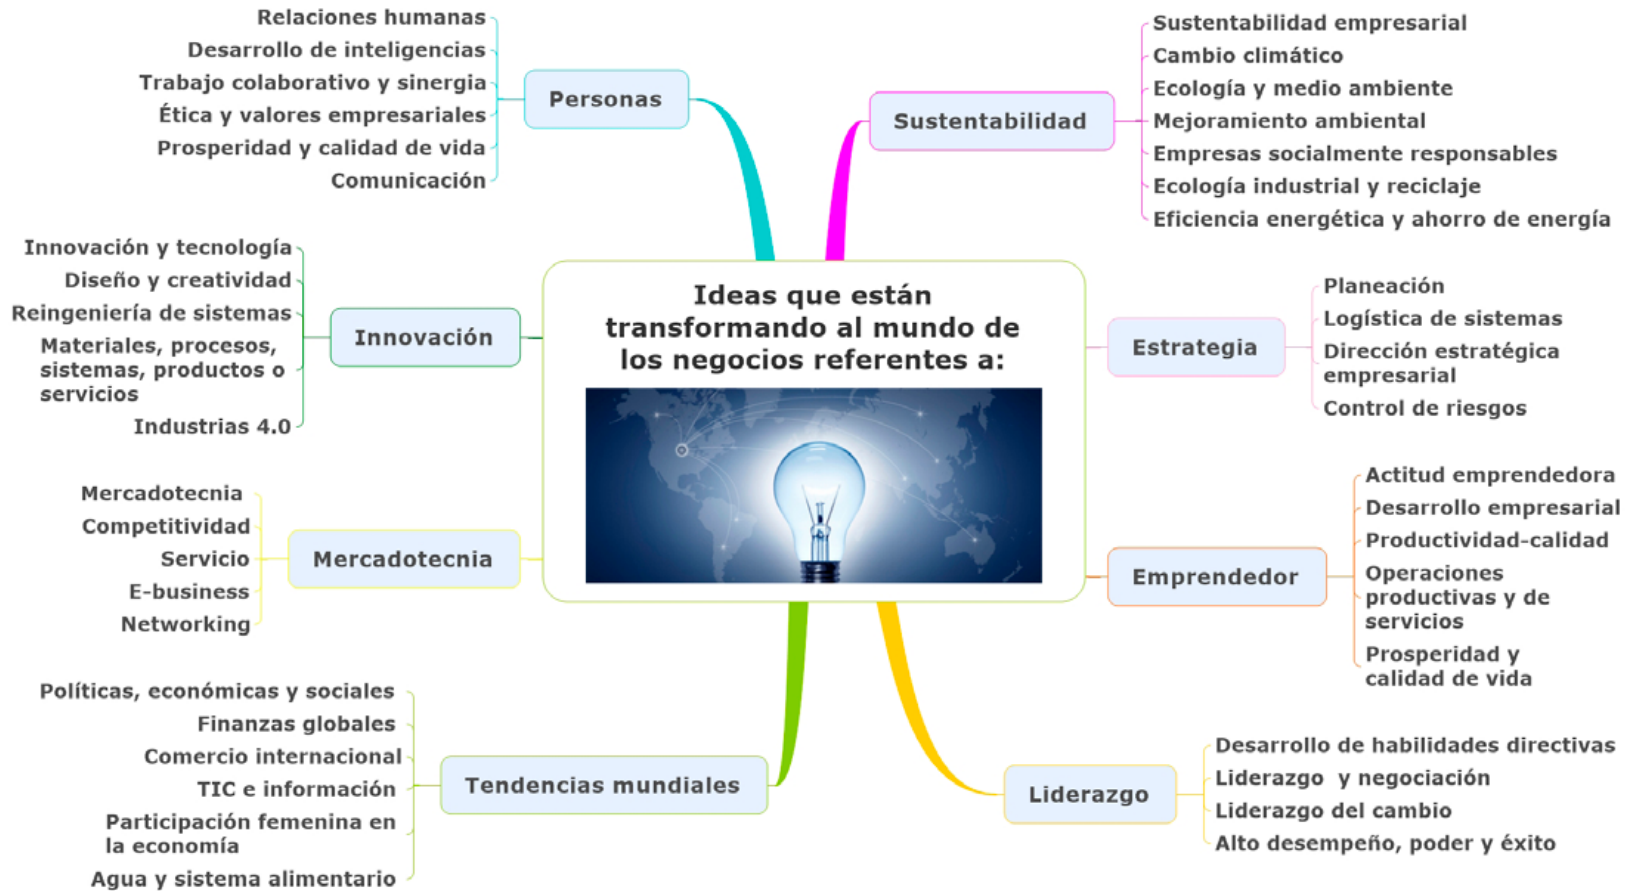 Ideas que están
transformando al mundo de
los negocios referentes a:
Personas
Relaciones humanas
Desarrollo de inteligencias
Trabajo colaborativo y sinergia
Ética y valores empresariales
Prosperidad y calidad de vida
Comunicación
Innovación
Innovación y tecnología
Diseño y creatividad
Reingeniería de sistemas
Materiales, procesos,
sistemas, productos o
servicios
Industrias 4.0
Mercadotecnia
Mercadotecnia
Competitividad
Servicio
E-business
Networking
Tendencias mundiales
Políticas, económicas y sociales
Finanzas globales
Comercio internacional
TIC e información
Participación femenina en
la economía
Agua y sistema alimentario
Sustentabilidad
Sustentabilidad empresarial
Cambio climático
Ecología y medio ambiente
Mejoramiento ambiental
Empresas socialmente responsables
Ecología industrial y reciclaje
Eficiencia energética y ahorro de energía
Estrategia
Planeación
Logística de sistemas
Dirección estratégica
empresarial
Control de riesgos
Emprendedor
Actitud emprendedora
Desarrollo empresarial
Productividad-calidad
Operaciones
productivas y de
servicios
Prosperidad y
calidad de vida
Liderazgo
Desarrollo de habilidades directivas
Liderazgo  y negociación
Liderazgo del cambio
Alto desempeño, poder y éxito